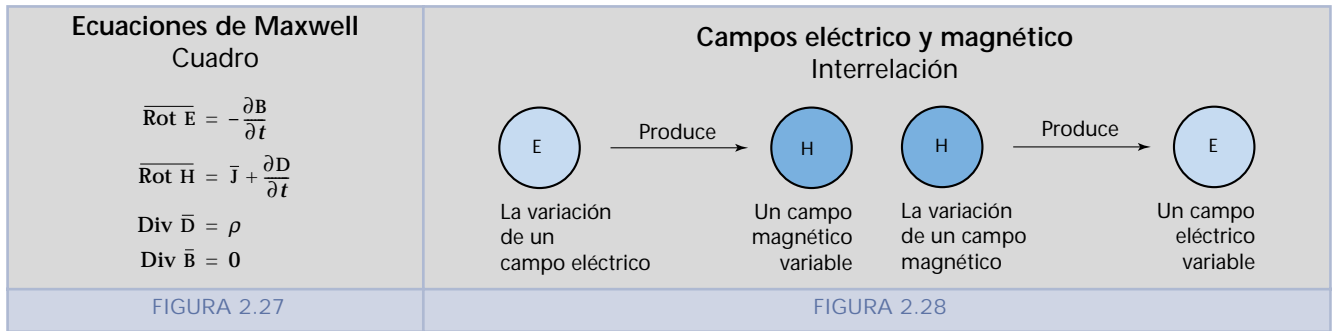 Ecuaciones de Maxwell
Cuadro
Rot E = −∂B/∂t
Rot H = J̄ + ∂D/∂t
Div D̄ = ρ
Div B̄ = 0
FIGURA 2.27
Campos eléctrico y magnético
Interrelación
E
Produce
H
H
Produce
E
La variación
de un
campo eléctrico
Un campo
magnético
variable
La variación
de un campo
magnético
Un campo
eléctrico
variable
FIGURA 2.28